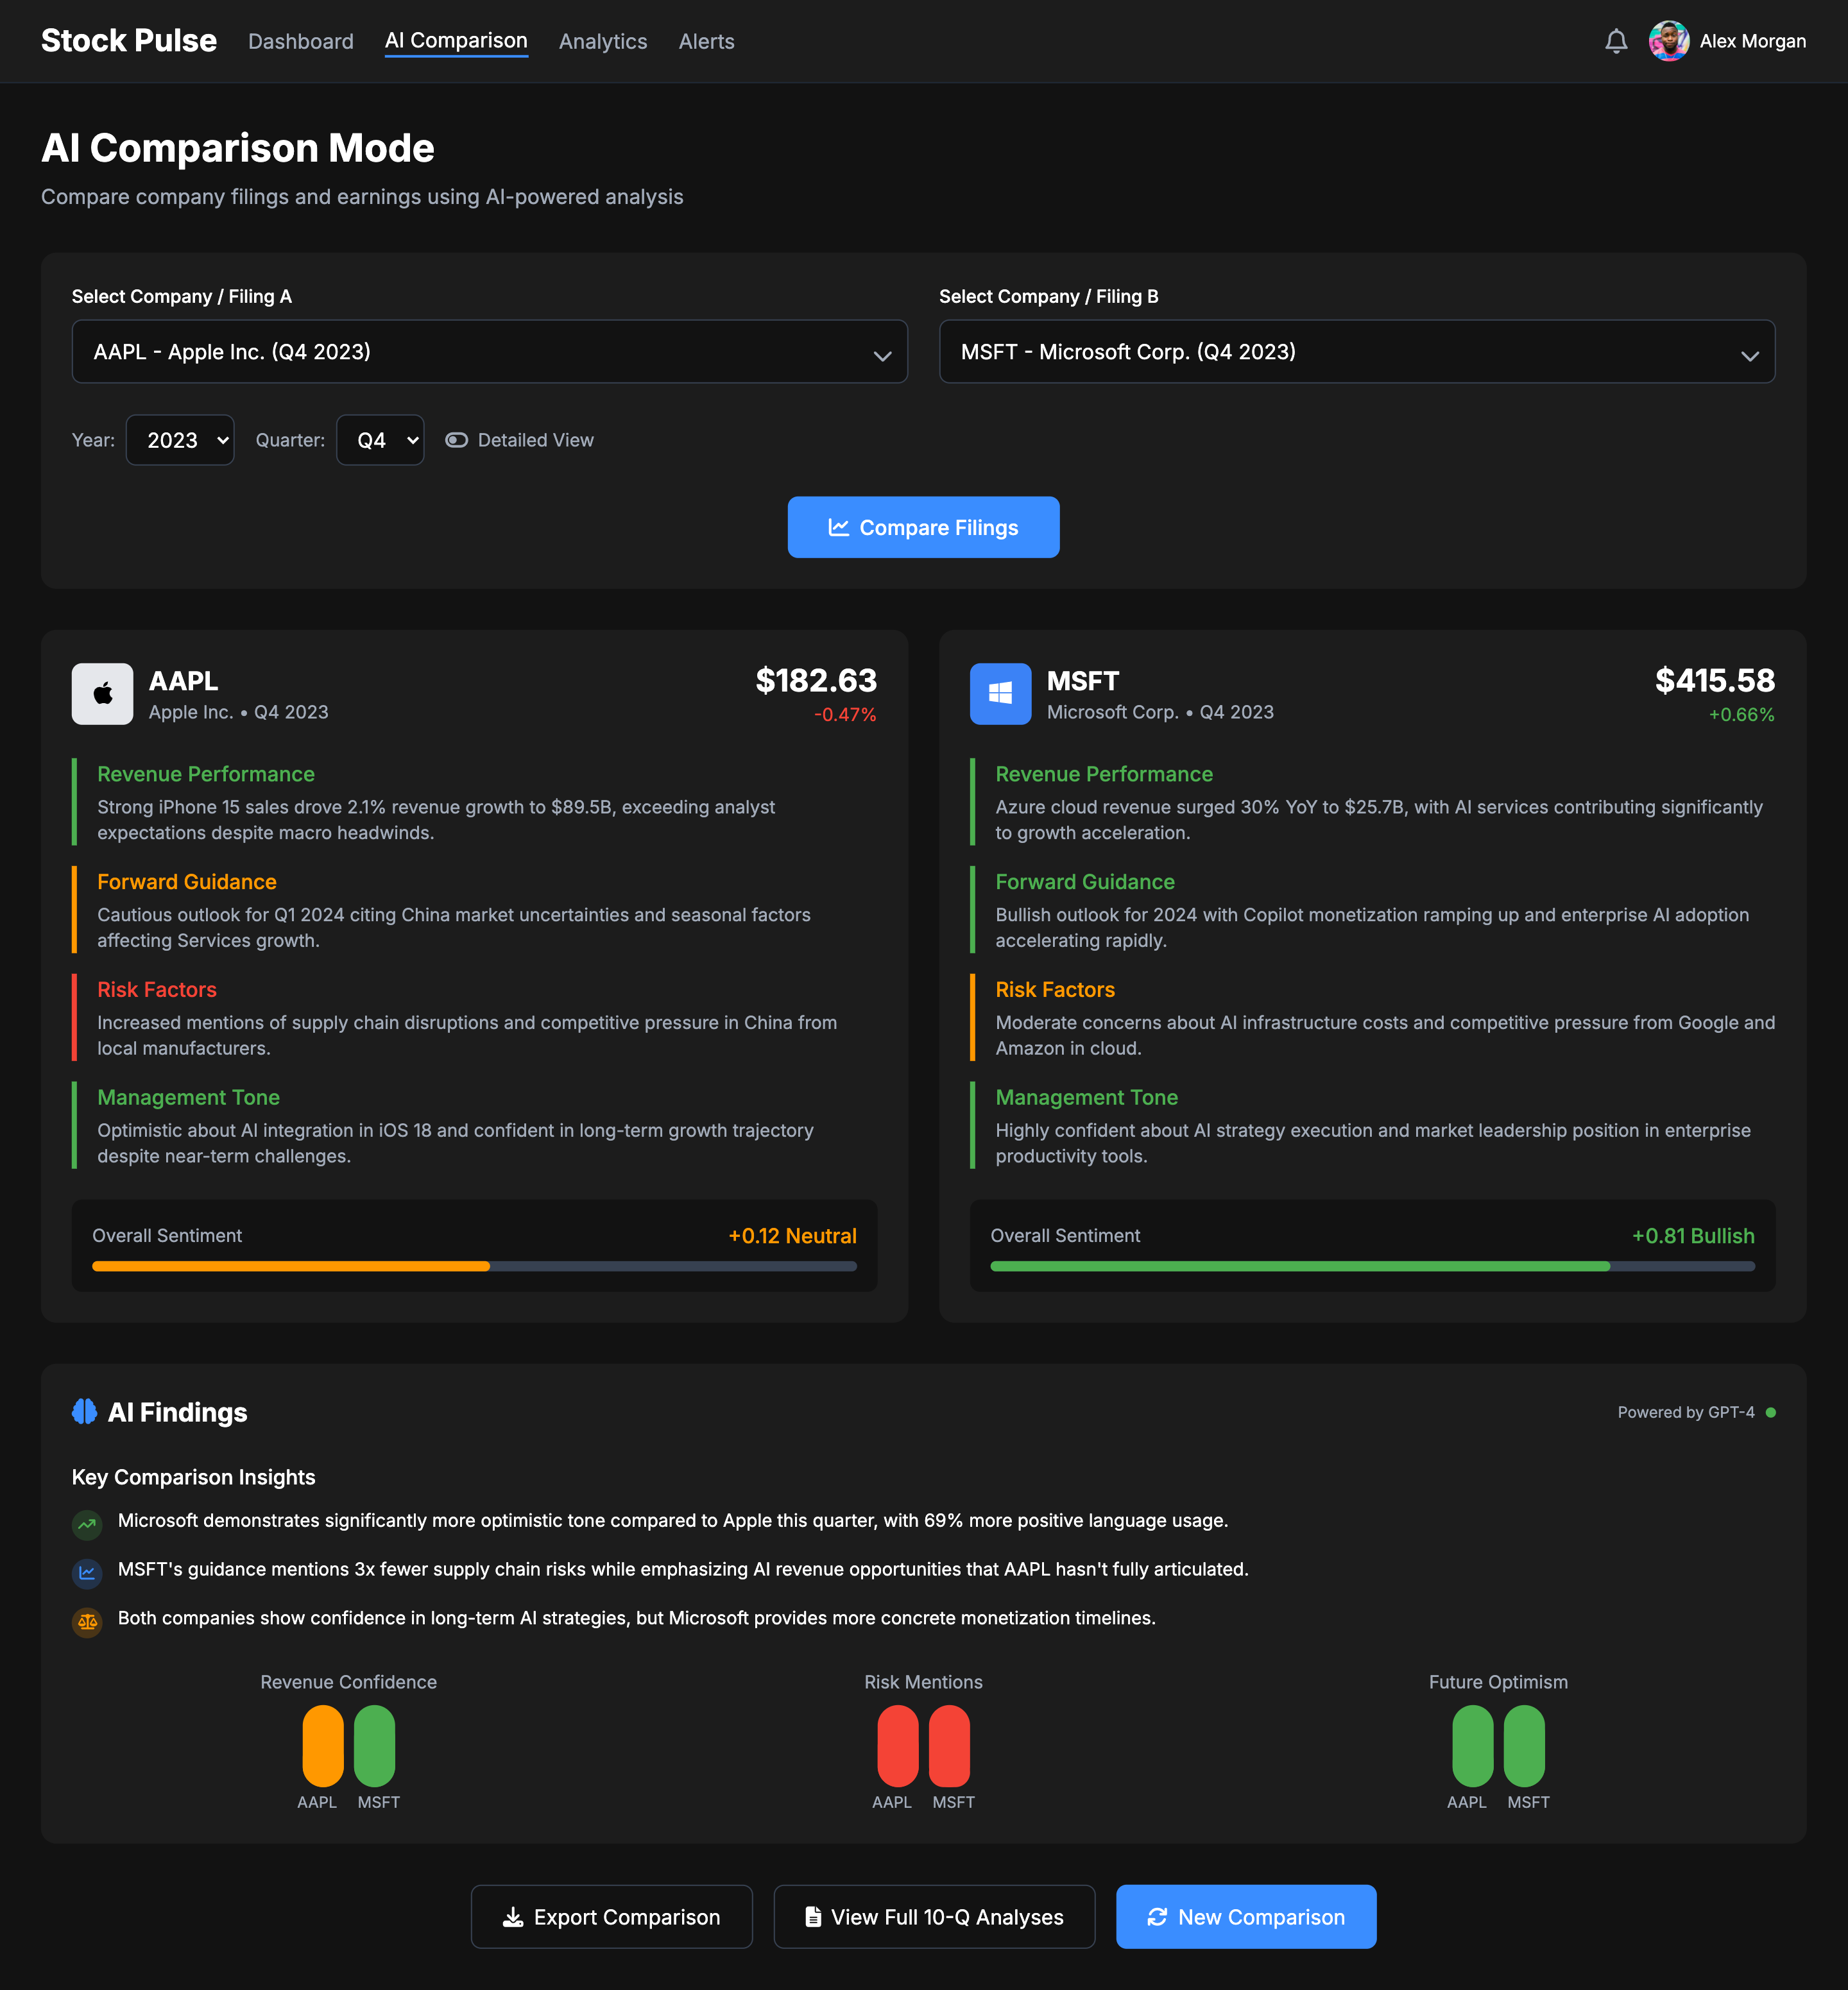 Stock Pulse
Dashboard
AI Comparison
Analytics
Alerts
Alex Morgan
AI Comparison Mode
Compare company filings and earnings using AI-powered analysis
Select Company / Filing A
AAPL - Apple Inc. (Q4 2023)
Select Company / Filing B
MSFT - Microsoft Corp. (Q4 2023)
Year:
2023
Quarter:
Q4
Detailed View
Compare Filings
AAPL
Apple Inc. • Q4 2023
$182.63
-0.47%
Revenue Performance
Strong iPhone 15 sales drove 2.1% revenue growth to $89.5B, exceeding analyst
expectations despite macro headwinds.
Forward Guidance
Cautious outlook for Q1 2024 citing China market uncertainties and seasonal factors
affecting Services growth.
Risk Factors
Increased mentions of supply chain disruptions and competitive pressure in China from
local manufacturers.
Management Tone
Optimistic about AI integration in iOS 18 and confident in long-term growth trajectory
despite near-term challenges.
Overall Sentiment
+0.12 Neutral
MSFT
Microsoft Corp. • Q4 2023
$415.58
+0.66%
Revenue Performance
Azure cloud revenue surged 30% YoY to $25.7B, with AI services contributing significantly
to growth acceleration.
Forward Guidance
Bullish outlook for 2024 with Copilot monetization ramping up and enterprise AI adoption
accelerating rapidly.
Risk Factors
Moderate concerns about AI infrastructure costs and competitive pressure from Google and
Amazon in cloud.
Management Tone
Highly confident about AI strategy execution and market leadership position in enterprise
productivity tools.
Overall Sentiment
+0.81 Bullish
AI Findings
Powered by GPT-4
Key Comparison Insights
Microsoft demonstrates significantly more optimistic tone compared to Apple this quarter, with 69% more positive language usage.
MSFT's guidance mentions 3x fewer supply chain risks while emphasizing AI revenue opportunities that AAPL hasn't fully articulated.
Both companies show confidence in long-term AI strategies, but Microsoft provides more concrete monetization timelines.
Revenue Confidence
AAPL
MSFT
Risk Mentions
AAPL
MSFT
Future Optimism
AAPL
MSFT
Export Comparison
View Full 10-Q Analyses
New Comparison